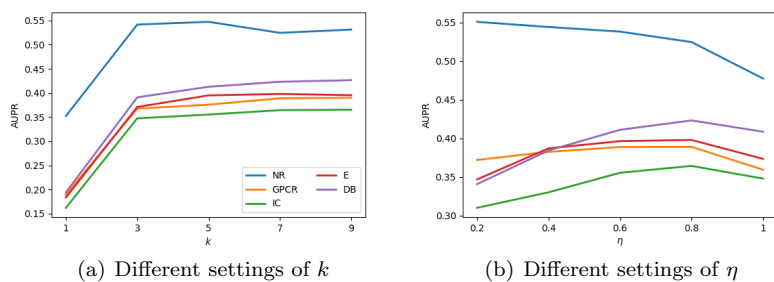 0.55
0.50
0.45
0.40
0.35
0.30
0.25
0.20
0.15
AUPR
NR
GPCR
IC
E
DB
1 3 5 7 9
k
(a) Different settings of k
0.55
0.50
0.45
0.40
0.35
0.30
AUPR
0.2 0.4 0.6 0.8 1
η
(b) Different settings of η